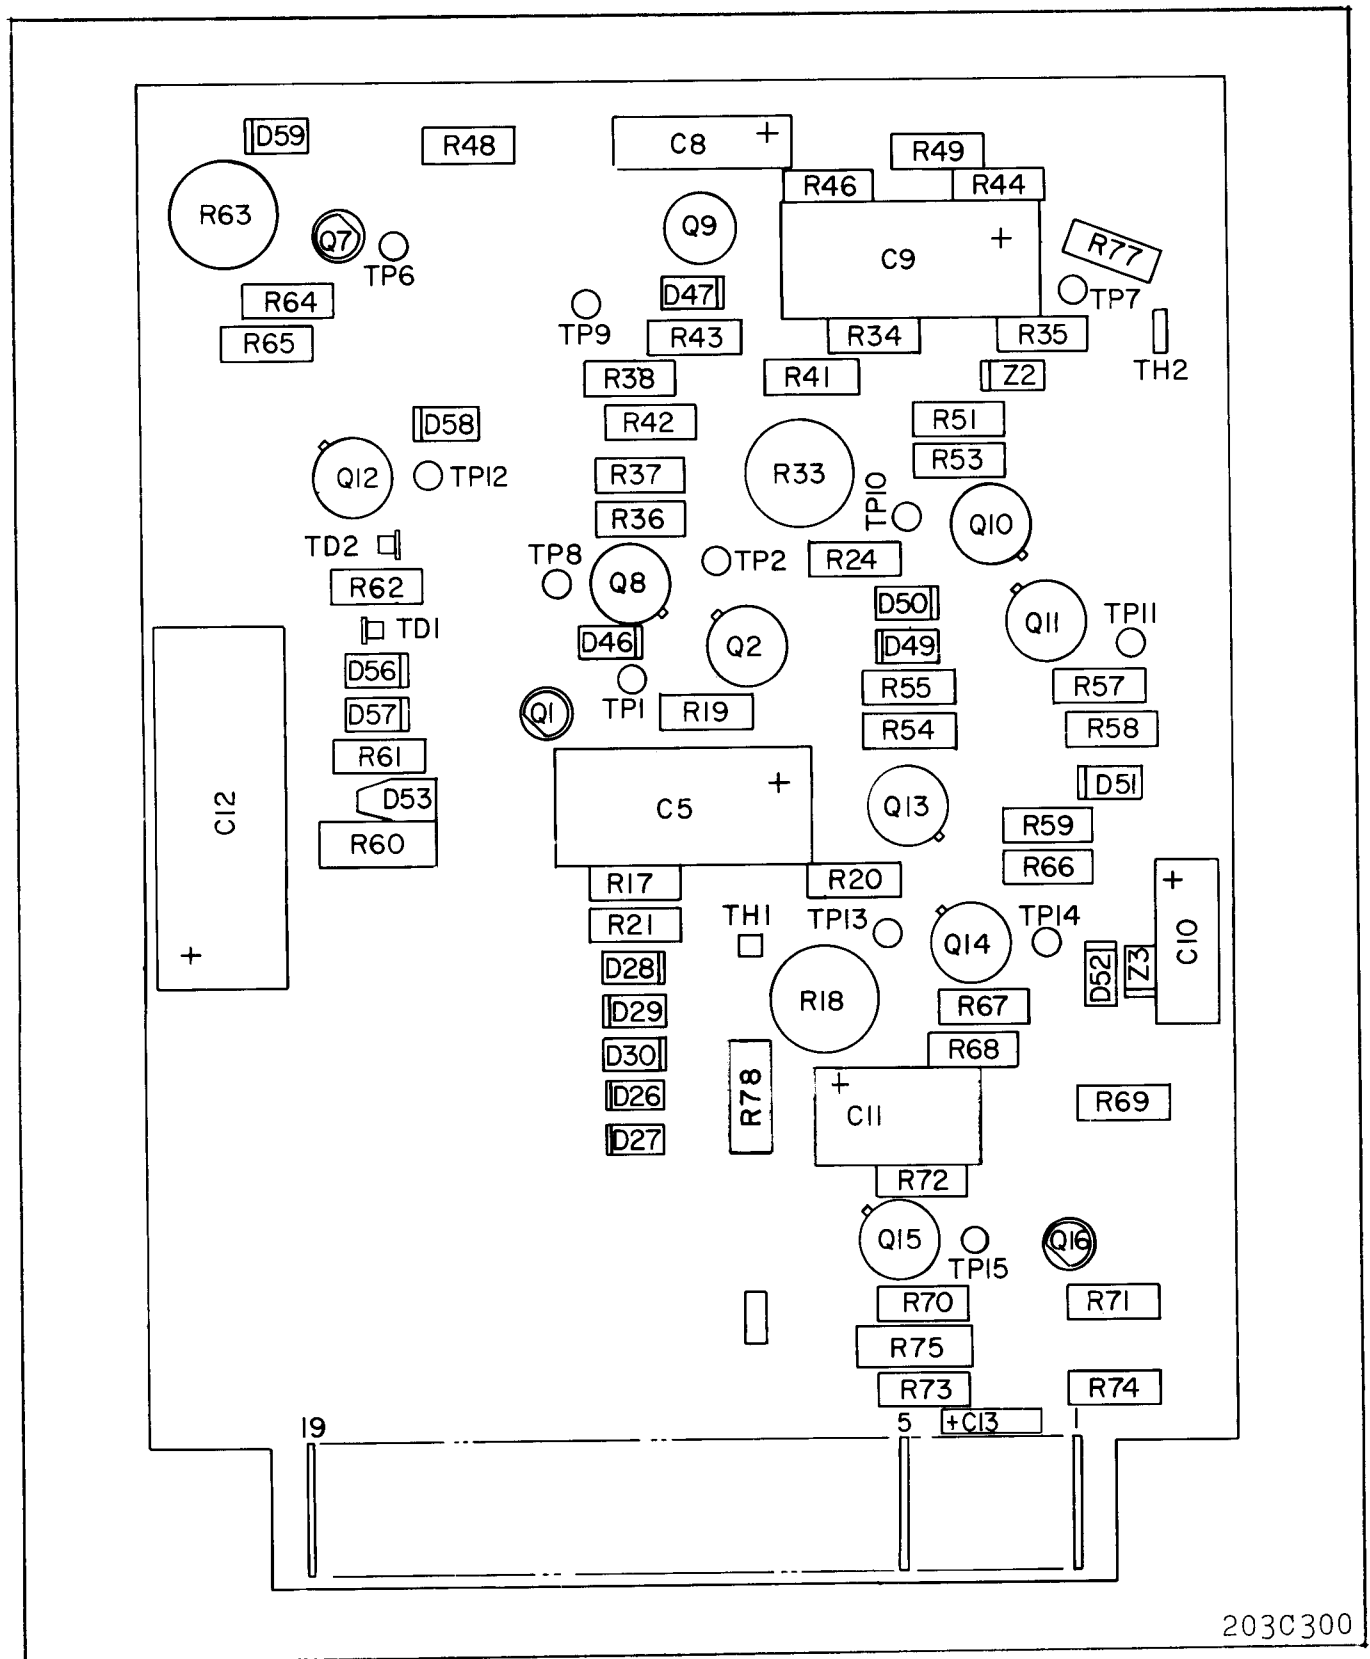 D59
R48
C8 +
R49
R46
R44
R63
Q7
TP6
Q9
C9 +
R77
D47
TP7
R64
TP9
R43
R34
R35
R65
TH2
R38
R41
Z2
D58
R42
R51
Q12
TP12
R37
R33
R53
TP10
R36
Q10
TD2
TP8
TP2
R24
R62
Q8
D50
Q11
TP11
TD1
D46
Q2
D49
D56
TP1
R55
R57
D57
Q1
R19
R54
R58
R61
D51
D53
C12 +
C5 +
Q13
R59
R60
R66
R17
R20
+ C10
R21
TH1
TP13
Q14
TP14
D28
D52
Z3
D29
R18
R67
D30
R68
R78
D26
+
C11
R69
D27
R72
Q15
TP15
Q16
R70
R71
R75
R73
R74
19
5
+C13
1
203C300